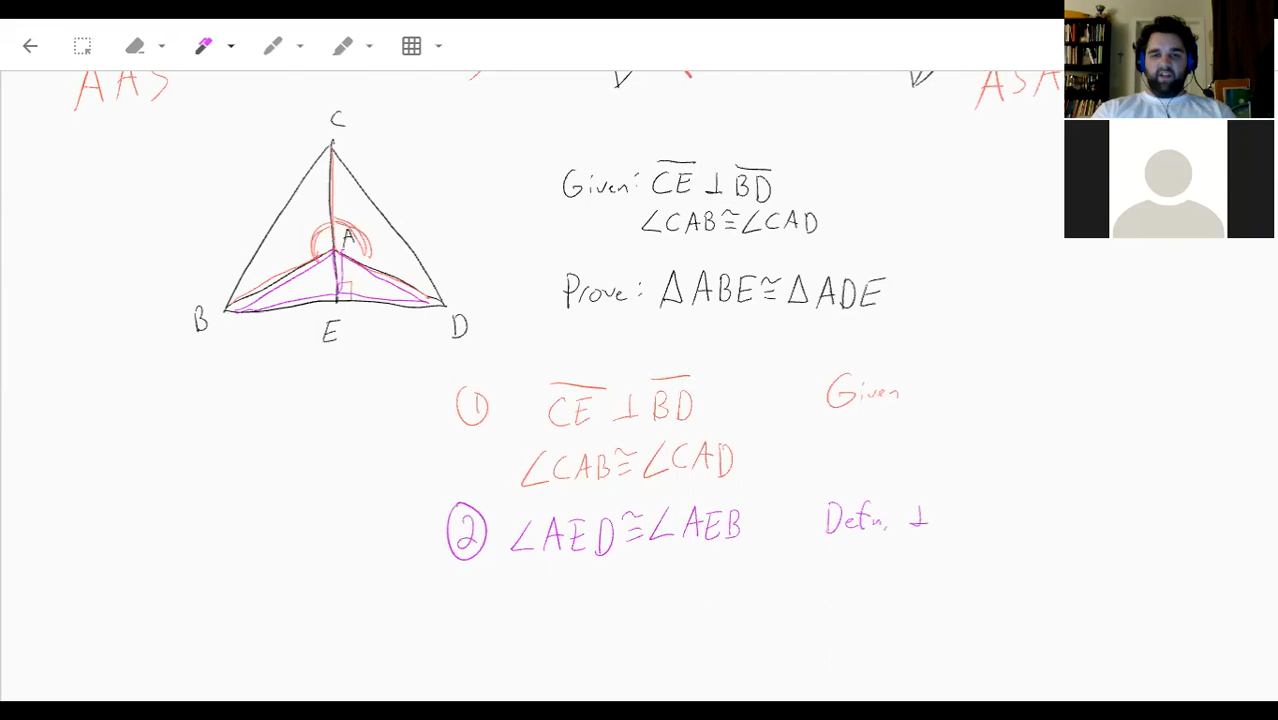 AAS
ASA
C
A
B
E
D
Given: CE ⊥ BD
∠CAB≅∠CAD
Prove: ΔABE≅ΔADE
① CE ⊥ BD Given
∠CAB≅∠CAD
② ∠AED≅∠AEB Defn. ⊥